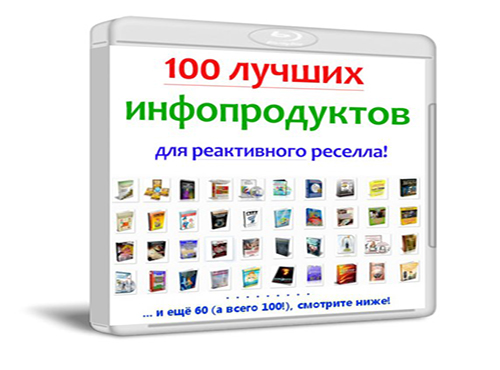 100 лучших
инфопродуктов
для реактивного реселла!
... и ещё 60 (а всего 100!), смотрите ниже!